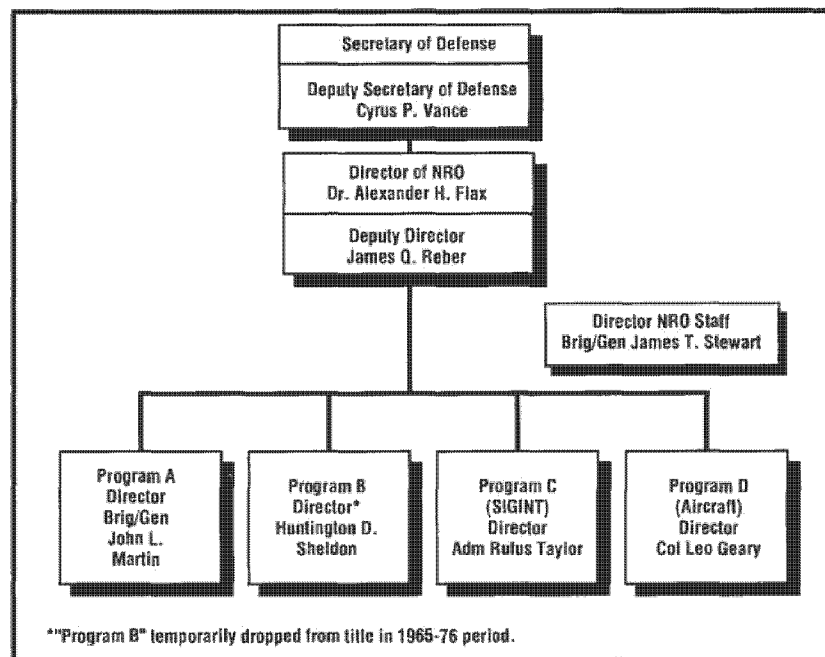 Secretary of Defense
Deputy Secretary of Defense
Cyrus P. Vance
Director of NRO
Dr. Alexander H. Flax
Deputy Director
James Q. Reber
Director NRO Staff
Brig/Gen James T. Stewart
Program A
Director
Brig/Gen
John L.
Martin
Program B
Director*
Huntington D.
Sheldon
Program C
(SIGINT)
Director
Adm Rufus Taylor
Program D
(Aircraft)
Director
Col Leo Geary
*"Program B" temporarily dropped from title in 1965-76 period.